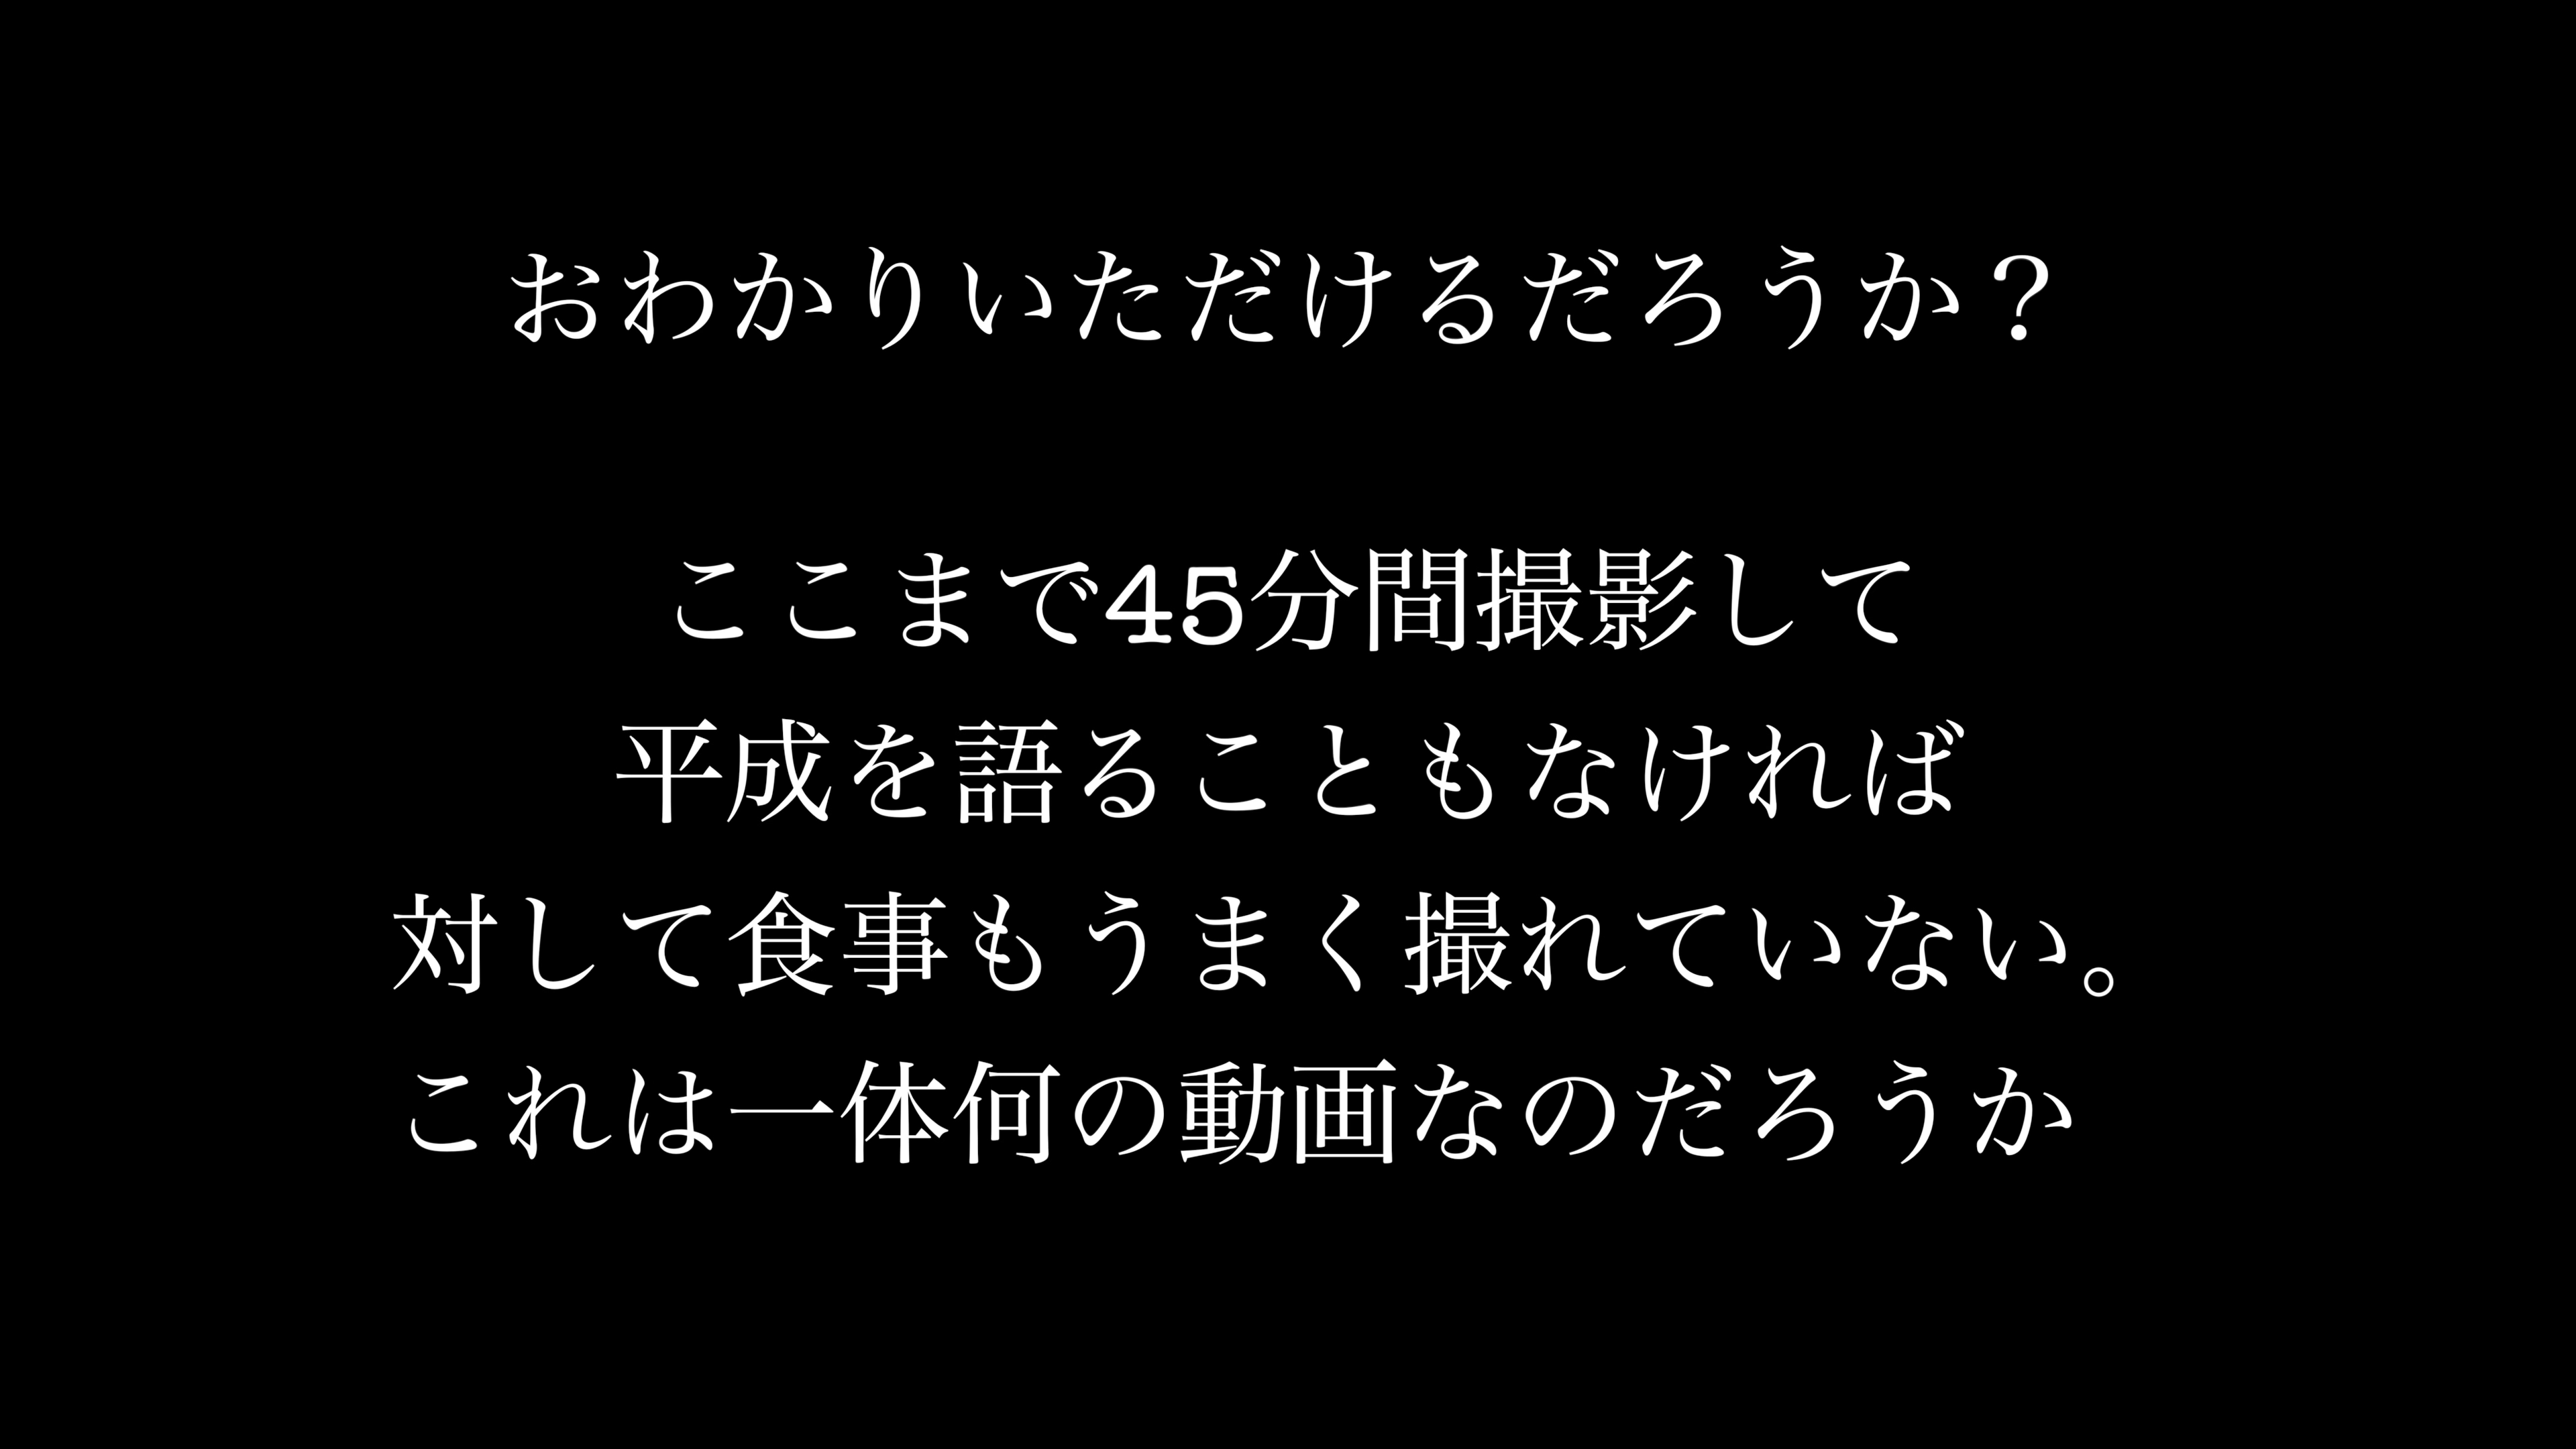 おわかりいただけるだろうか？
ここまで45分間撮影して
平成を語ることもなければ
対して食事もうまく撮れていない。
これは一体何の動画なのだろうか